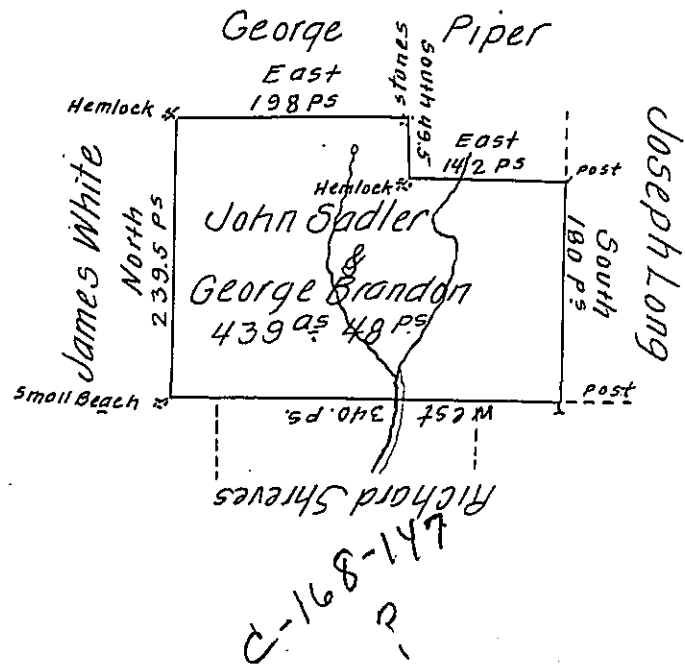 George Piper
East
198 PS
stones
South 49.5
Hemlock
East
142 PS
post
Hemlock
James White
North
239.5 PS
John Sadler
&
George Brandon
439 as 48 Ps
South
180 Ps
Joseph Long
Small Beach
West 340. Ps.
post
Richard Shreves
C-168-147
?